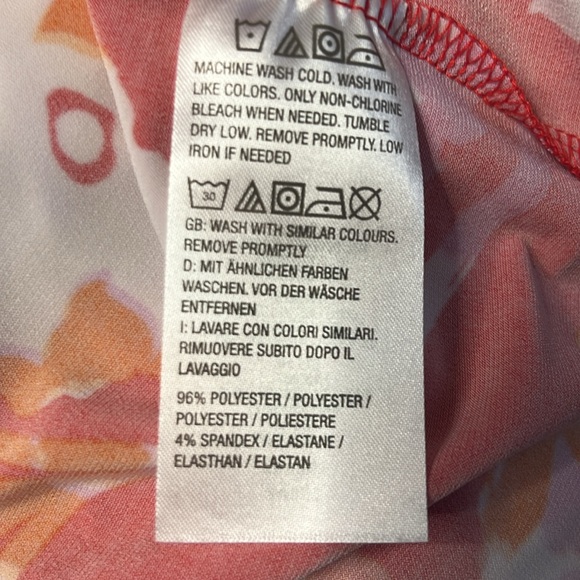 MACHINE WASH COLD. WASH WITH
LIKE COLORS. ONLY NON-CHLORINE
BLEACH WHEN NEEDED. TUMBLE
DRY LOW. REMOVE PROMPTLY. LOW
IRON IF NEEDED
30
GB: WASH WITH SIMILAR COLOURS.
REMOVE PROMPTLY
D: MIT ÄHNLICHEN FARBEN
WASCHEN. VOR DER WÄSCHE
ENTFERNEN
I: LAVARE CON COLORI SIMILARI.
RIMUOVERE SUBITO DOPO IL
LAVAGGIO
96% POLYESTER / POLYESTER /
POLYESTER / POLIESTERE
4% SPANDEX / ELASTANE /
ELASTHAN / ELASTAN